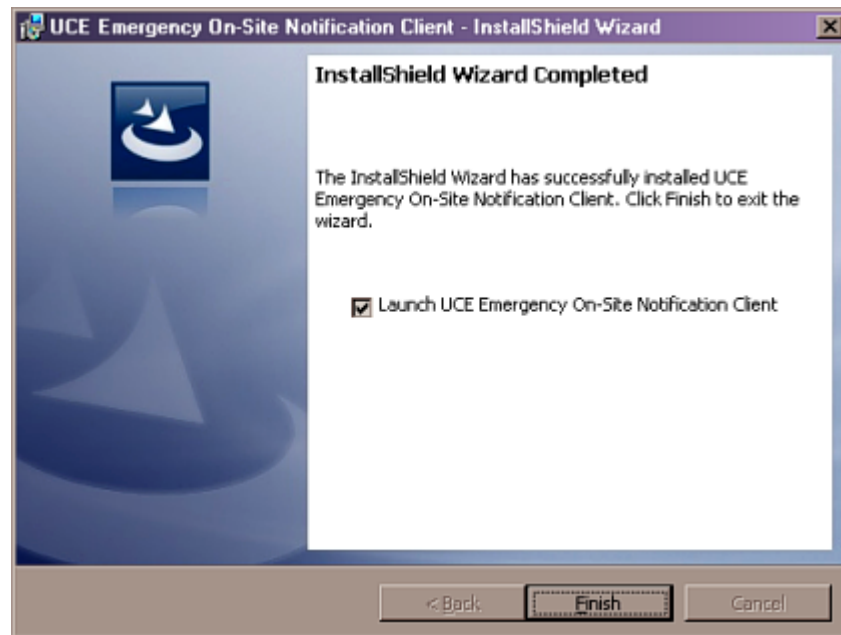 UCE Emergency On-Site Notification Client - InstallShield Wizard
InstallShield Wizard Completed
The InstallShield Wizard has successfully installed UCE
Emergency On-Site Notification Client. Click Finish to exit the
wizard.
Launch UCE Emergency On-Site Notification Client
< Back
Finish
Cancel